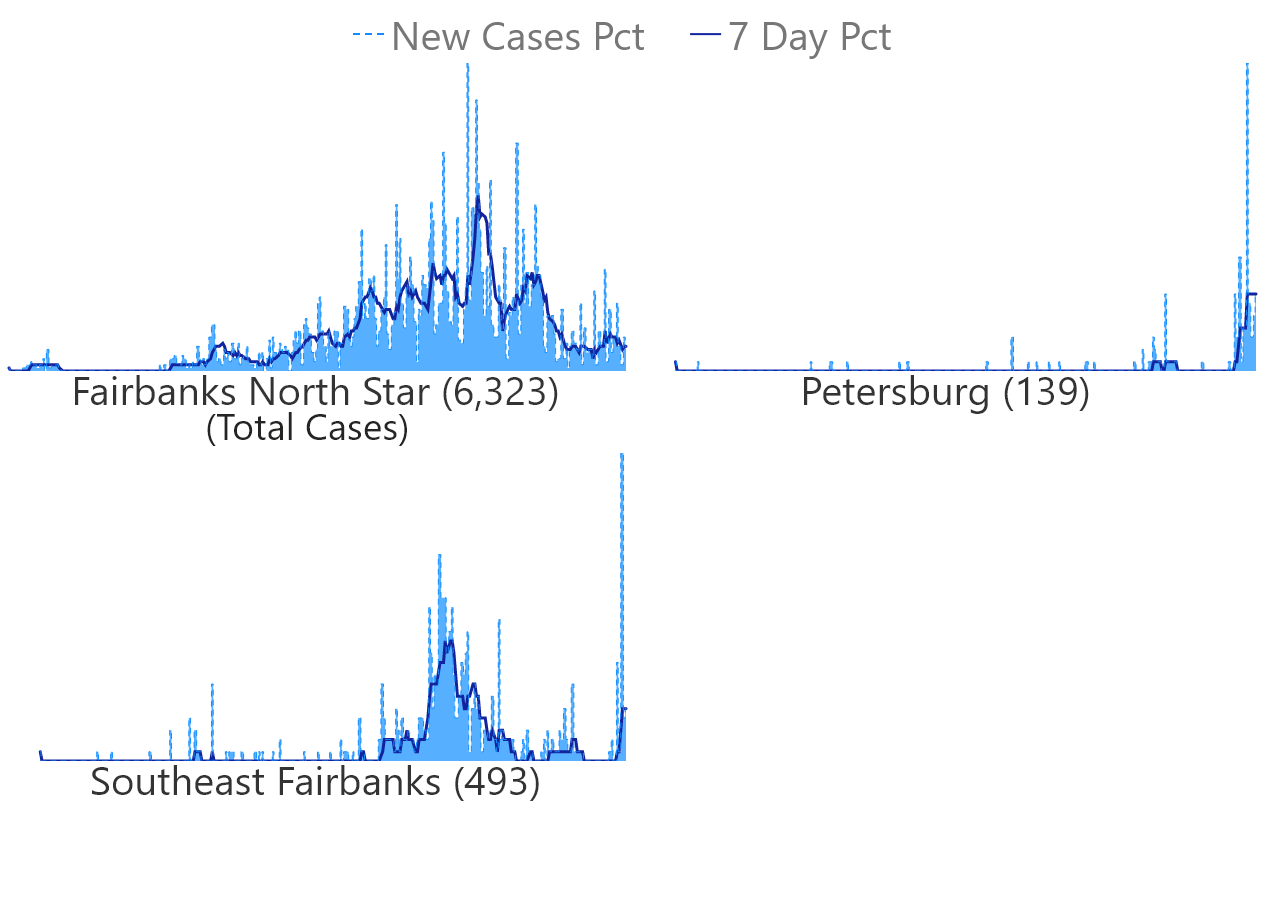 New Cases Pct 7 Day Pct
Fairbanks North Star (6,323)
(Total Cases)
Petersburg (139)
Southeast Fairbanks (493)